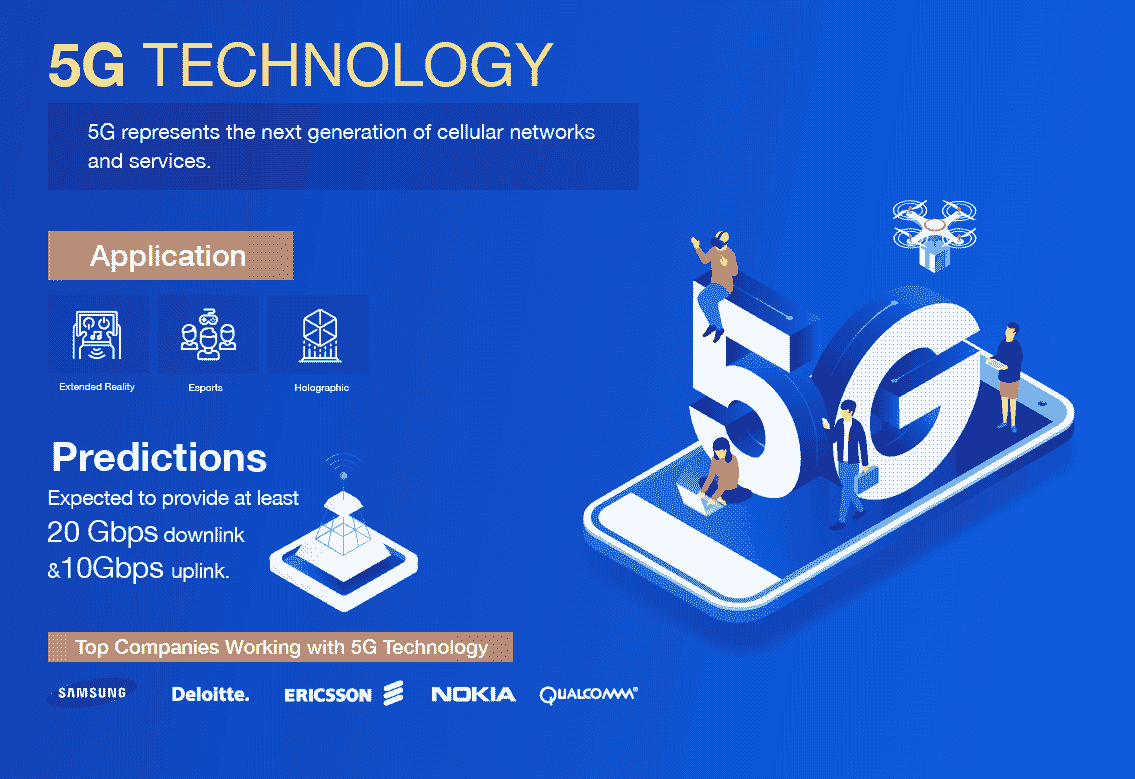 5G TECHNOLOGY
5G represents the next generation of cellular networks
and services.
Application
Extended Reality
Esports
Holographic
Predictions
Expected to provide at least
20 Gbps downlink
&10Gbps uplink.
Top Companies Working with 5G Technology
SAMSUNG
Deloitte.
ERICSSON
NOKIA
QUALCOMM®
5G